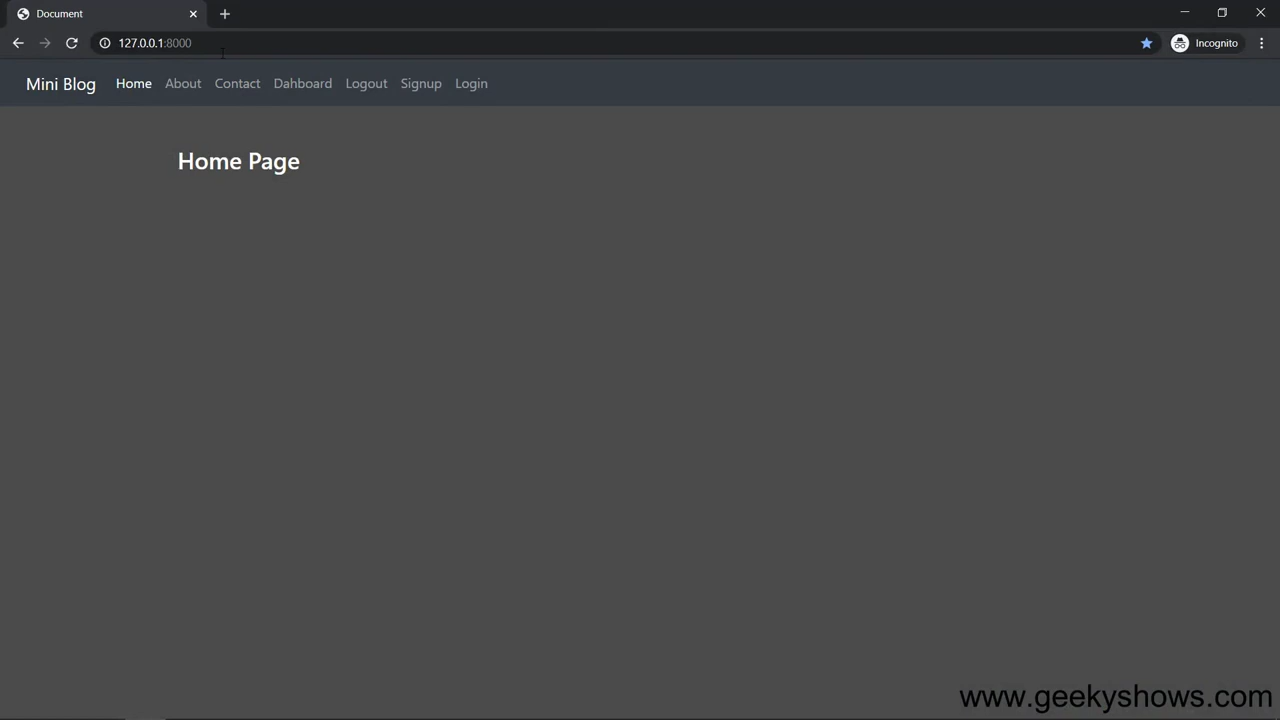 Document
127.0.0.1:8000
Incognito
Mini Blog Home About Contact Dahboard Logout Signup Login
Home Page
www.geekyshows.com